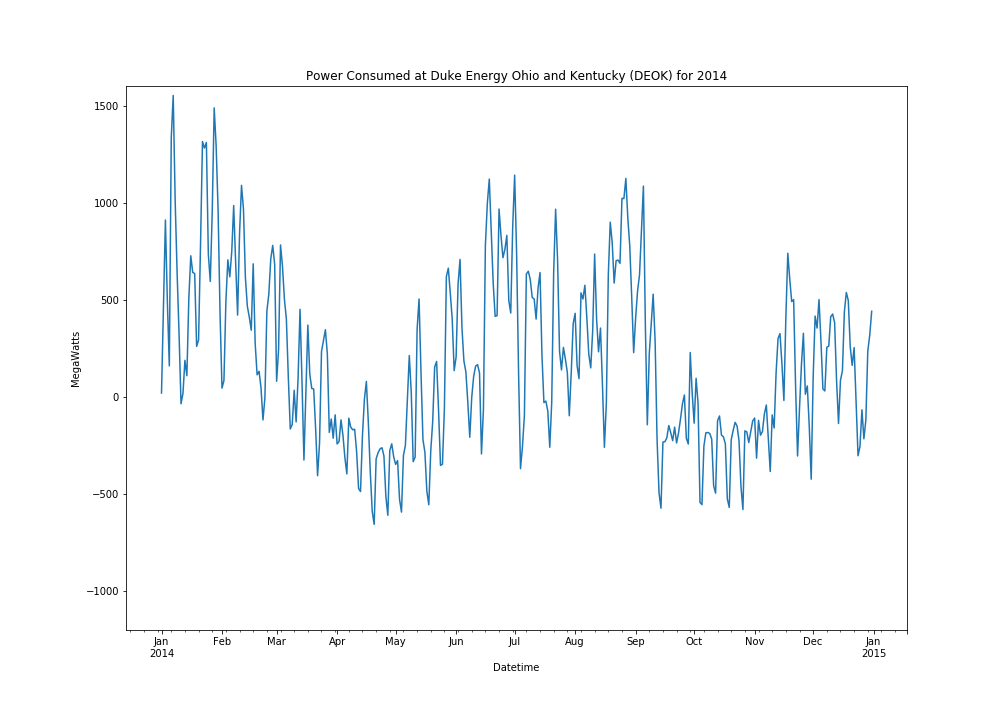 Power Consumed at Duke Energy Ohio and Kentucky (DEOK) for 2014
MegaWatts
1500
1000
500
0
−500
−1000
Jan Feb Mar Apr May Jun Jul Aug Sep Oct Nov Dec Jan
2014 2015
Datetime